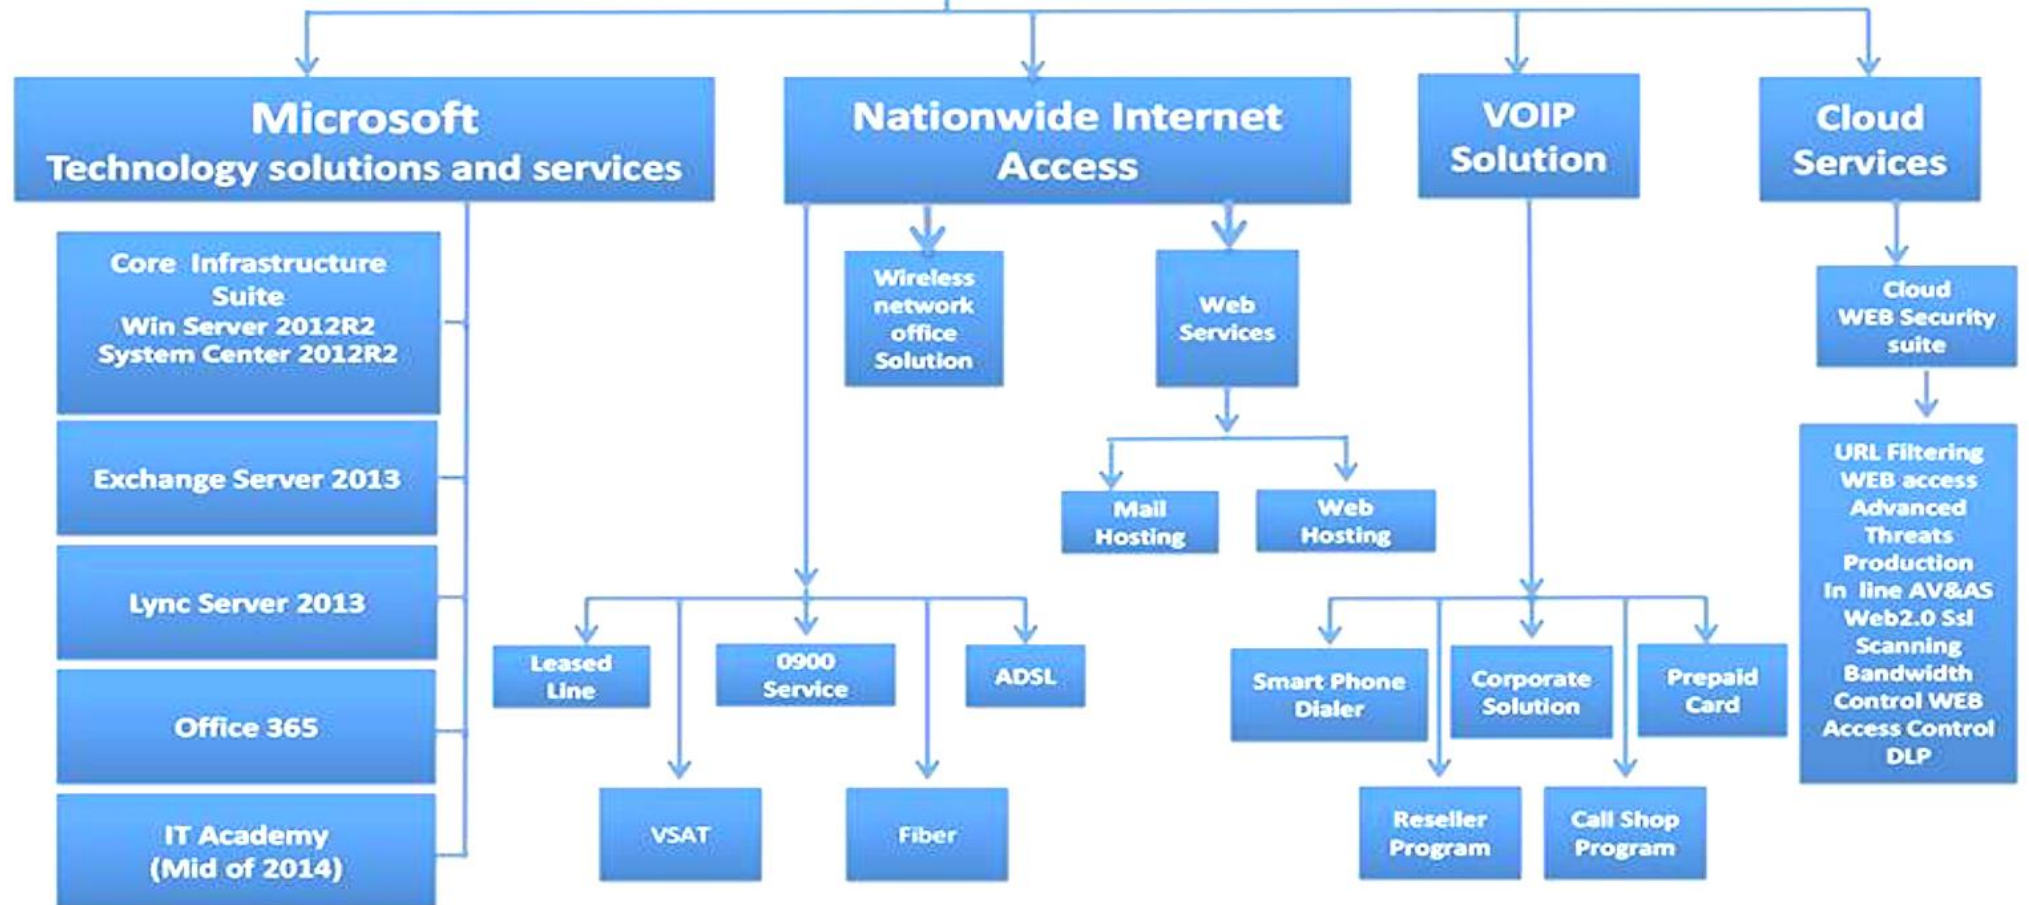 Microsoft
Technology solutions and services
Nationwide Internet
Access
VOIP
Solution
Cloud
Services
Core Infrastructure
Suite
Win Server 2012R2
System Center 2012R2
Exchange Server 2013
Lync Server 2013
Office 365
IT Academy
(Mid of 2014)
Wireless
network
office
Solution
Web
Services
Mail
Hosting
Web
Hosting
Leased
Line
0900
Service
ADSL
VSAT
Fiber
Smart Phone
Dialer
Corporate
Solution
Prepaid
Card
Reseller
Program
Call Shop
Program
Cloud
WEB Security
suite
URL Filtering
WEB access
Advanced
Threats
Production
In line AV&AS
Web2.0 Ssl
Scanning
Bandwidth
Control WEB
Access Control
DLP